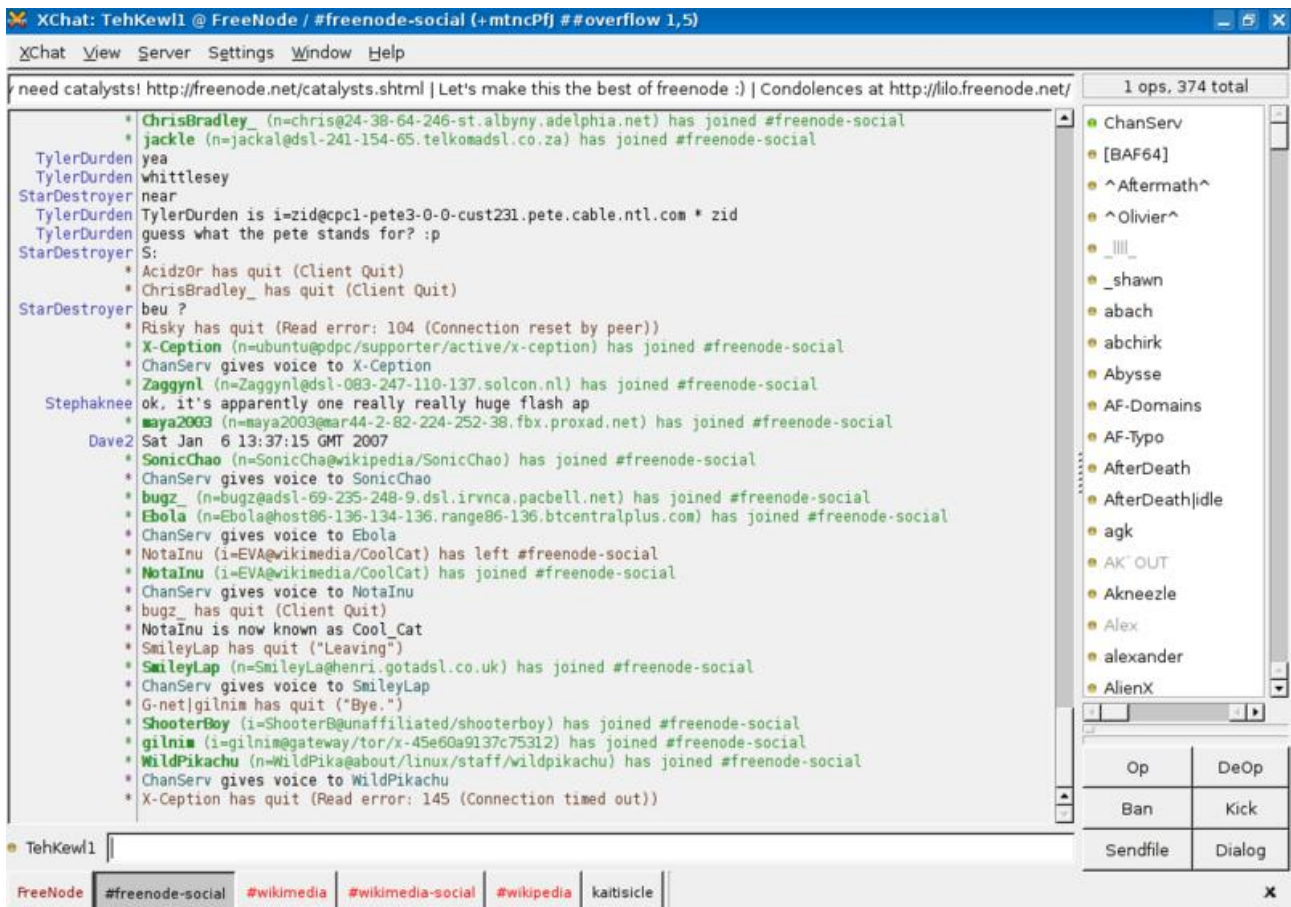 XChat: TehKewl1 @ FreeNode / #freenode-social (+mtncPfJ ##overflow 1,5)
XChat View Server Settings Window Help
need catalysts! http://freenode.net/catalysts.shtml | Let's make this the best of freenode :) | Condolences at http://lilo.freenode.net/
* ChrisBradley_ (n=chris@24-38-64-246-st.albyny.adelphia.net) has joined #freenode-social
* jackle (n=jackal@dsl-241-154-65.telkomadsl.co.za) has joined #freenode-social
TylerDurden yea
TylerDurden whittlesey
StarDestroyer near
TylerDurden TylerDurden is i=zid@cpc1-pete3-0-0-cust231.pete.cable.ntl.com * zid
TylerDurden guess what the pete stands for? :p
StarDestroyer S:
* Acidz0r has quit (Client Quit)
* ChrisBradley_ has quit (Client Quit)
StarDestroyer beu ?
* Risky has quit (Read error: 104 (Connection reset by peer))
* X-Ception (n=ubuntu@pdpc/supporter/active/x-ception) has joined #freenode-social
* ChanServ gives voice to X-Ception
* Zaggynl (n=Zaggynl@dsl-083-247-110-137.solcon.nl) has joined #freenode-social
Stephaknee ok, it's apparently one really really huge flash ap
* maya2003 (n=maya2003@mar44-2-82-224-252-38.fbx.proxad.net) has joined #freenode-social
Dave2 Sat Jan  6 13:37:15 GMT 2007
* SonicChao (n=SonicCha@wikipedia/SonicChao) has joined #freenode-social
* ChanServ gives voice to SonicChao
* bugz_ (n=bugz@adsl-69-235-248-9.dsl.irvnca.pacbell.net) has joined #freenode-social
* Ebola (n=Ebola@host86-136-134-136.range86-136.btcentralplus.com) has joined #freenode-social
* ChanServ gives voice to Ebola
* NotaInu (i=EVA@wikimedia/CoolCat) has left #freenode-social
* NotaInu (i=EVA@wikimedia/CoolCat) has joined #freenode-social
* ChanServ gives voice to NotaInu
* bugz_ has quit (Client Quit)
* NotaInu is now known as Cool_Cat
* SmileyLap has quit ("Leaving")
* SmileyLap (n=SmileyLa@henri.gotadsl.co.uk) has joined #freenode-social
* ChanServ gives voice to SmileyLap
* G-net|gilnim has quit ("Bye.")
* ShooterBoy (i=ShooterB@unaffiliated/shooterboy) has joined #freenode-social
* gilnim (i=gilnim@gateway/tor/x-45e60a9137c75312) has joined #freenode-social
* WildPikachu (n=WildPika@about/linux/staff/wildpikachu) has joined #freenode-social
* ChanServ gives voice to WildPikachu
* X-Ception has quit (Read error: 145 (Connection timed out))
1 ops, 374 total
ChanServ
[BAF64]
^Aftermath^
^Olivier^
_shawn
abach
abchirk
Abysse
AF-Domains
AF-Typo
AfterDeath
AfterDeath|idle
agk
AK`OUT
Akneezle
Alex
alexander
AlienX
Op DeOp
Ban Kick
Sendfile Dialog
TehKewl1
FreeNode #freenode-social #wikimedia #wikimedia-social #wikipedia kaitisicle x